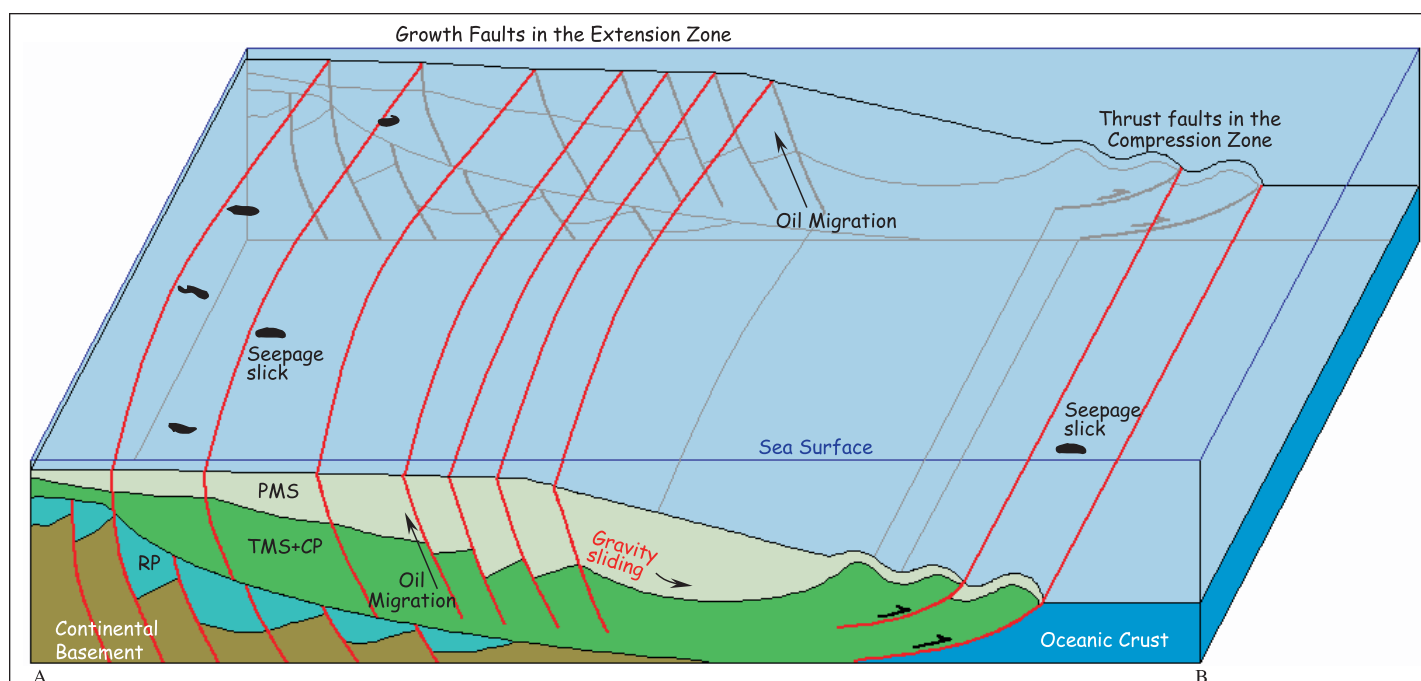 Growth Faults in the Extension Zone
Thrust faults in the
Compression Zone
Oil Migration
Seepage
slick
Seepage
slick
Sea Surface
PMS
TMS+CP
RP
Oil
Migration
Gravity
sliding
Continental
Basement
Oceanic Crust
A
B